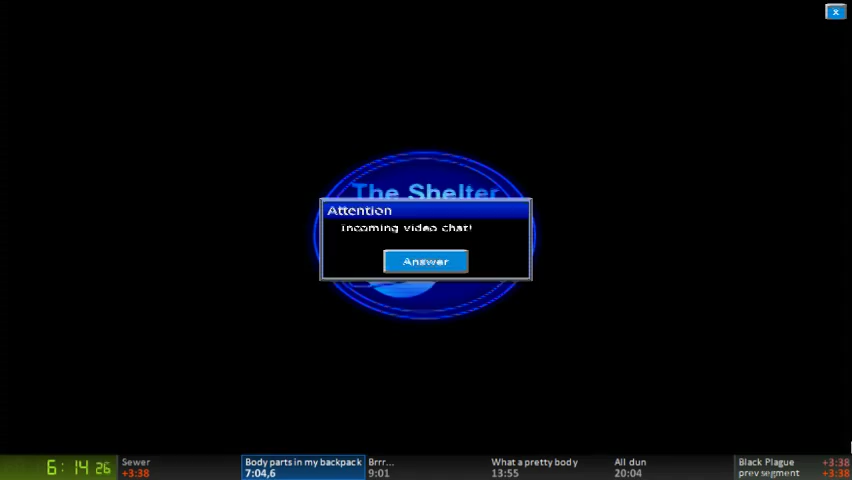 x
The Shelter
Attention
Incoming video chat!
Answer
6:14 26
Sewer
+3:38
Body parts in my backpack
7:04,6
Brrr...
9:01
What a pretty body
13:55
All dun
20:04
Black Plague +3:38
prev segment +3:38